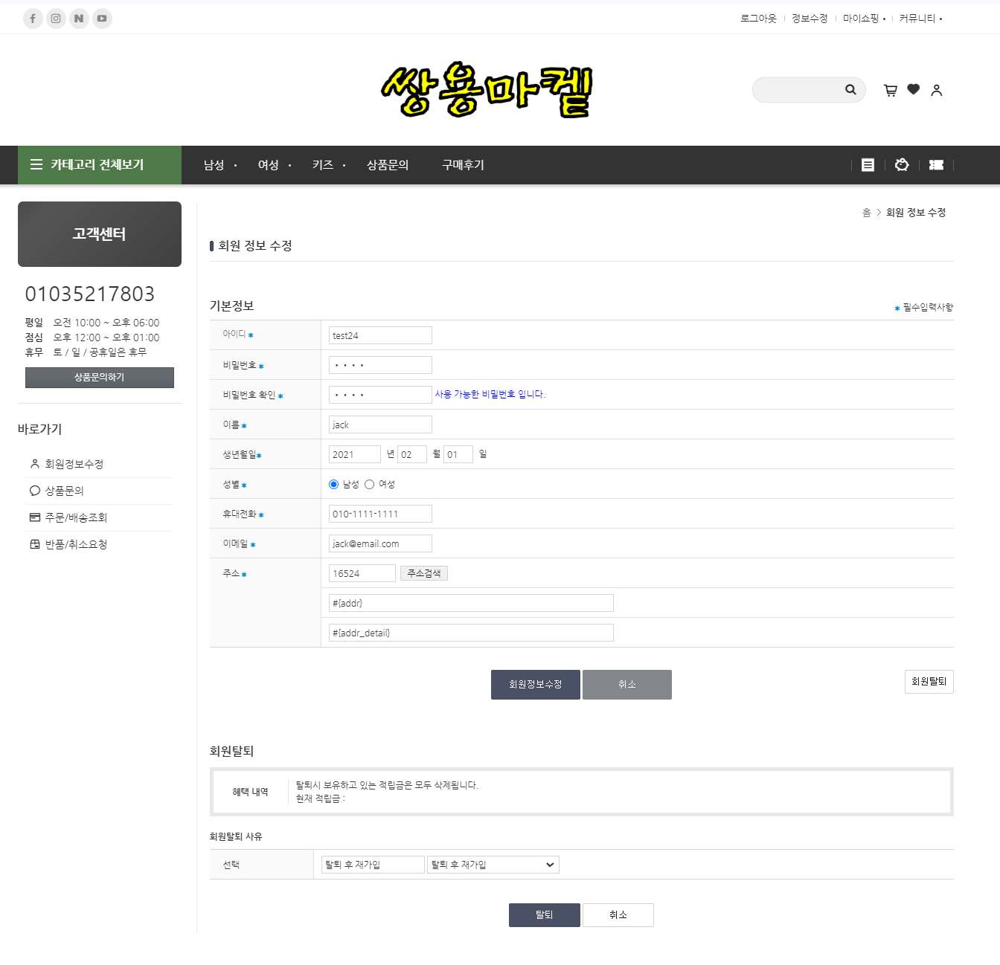 로그아웃 정보수정 마이쇼핑 커뮤니티
쌍용마켙
카테고리 전체보기 남성 여성 키즈 상품문의 구매후기
고객센터
01035217803
평일 오전 10:00 ~ 오후 06:00
점심 오후 12:00 ~ 오후 01:00
휴무 토 / 일 / 공휴일은 휴무
상품문의하기
바로가기
회원정보수정
상품문의
주문/배송조회
반품/취소요청
홈 > 회원 정보 수정
회원 정보 수정
기본정보
* 필수입력사항
아이디 * test24
비밀번호 * • • • •
비밀번호 확인 * • • • • 사용 가능한 비밀번호 입니다.
이름 * jack
생년월일* 2021 년 02 월 01 일
성별 * 남성 여성
휴대전화 * 010-1111-1111
이메일 * jack@email.com
주소 * 16524 주소검색
#{addr}
#{addr_detail}
회원정보수정 취소 회원탈퇴
회원탈퇴
혜택 내역
탈퇴시 보유하고 있는 적립금은 모두 삭제됩니다.
현재 적립금 :
회원탈퇴 사유
선택 탈퇴 후 재가입 탈퇴 후 재가입
탈퇴 취소